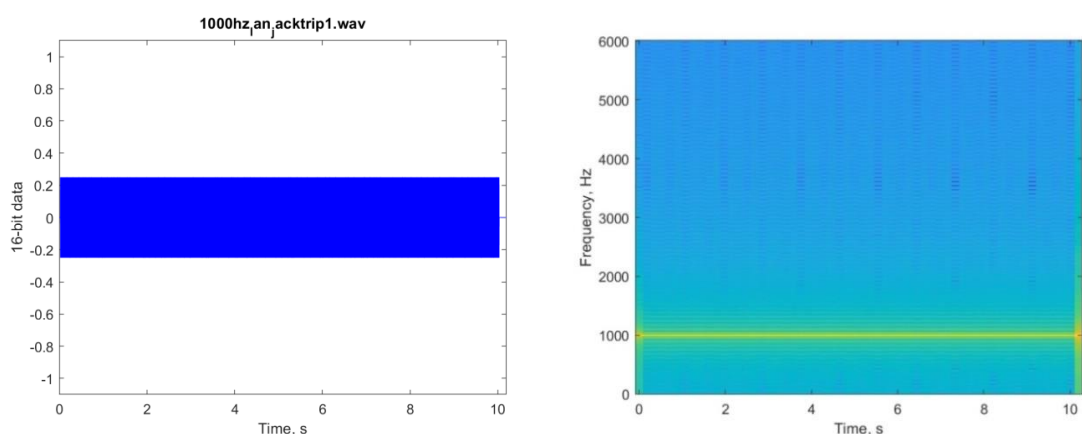 1000hz_lan_jacktrip1.wav
16-bit data
1
0.8
0.6
0.4
0.2
0
-0.2
-0.4
-0.6
-0.8
-1
0 2 4 6 8 10
Time, s
Frequency, Hz
6000
5000
4000
3000
2000
1000
0
0 2 4 6 8 10
Time, s